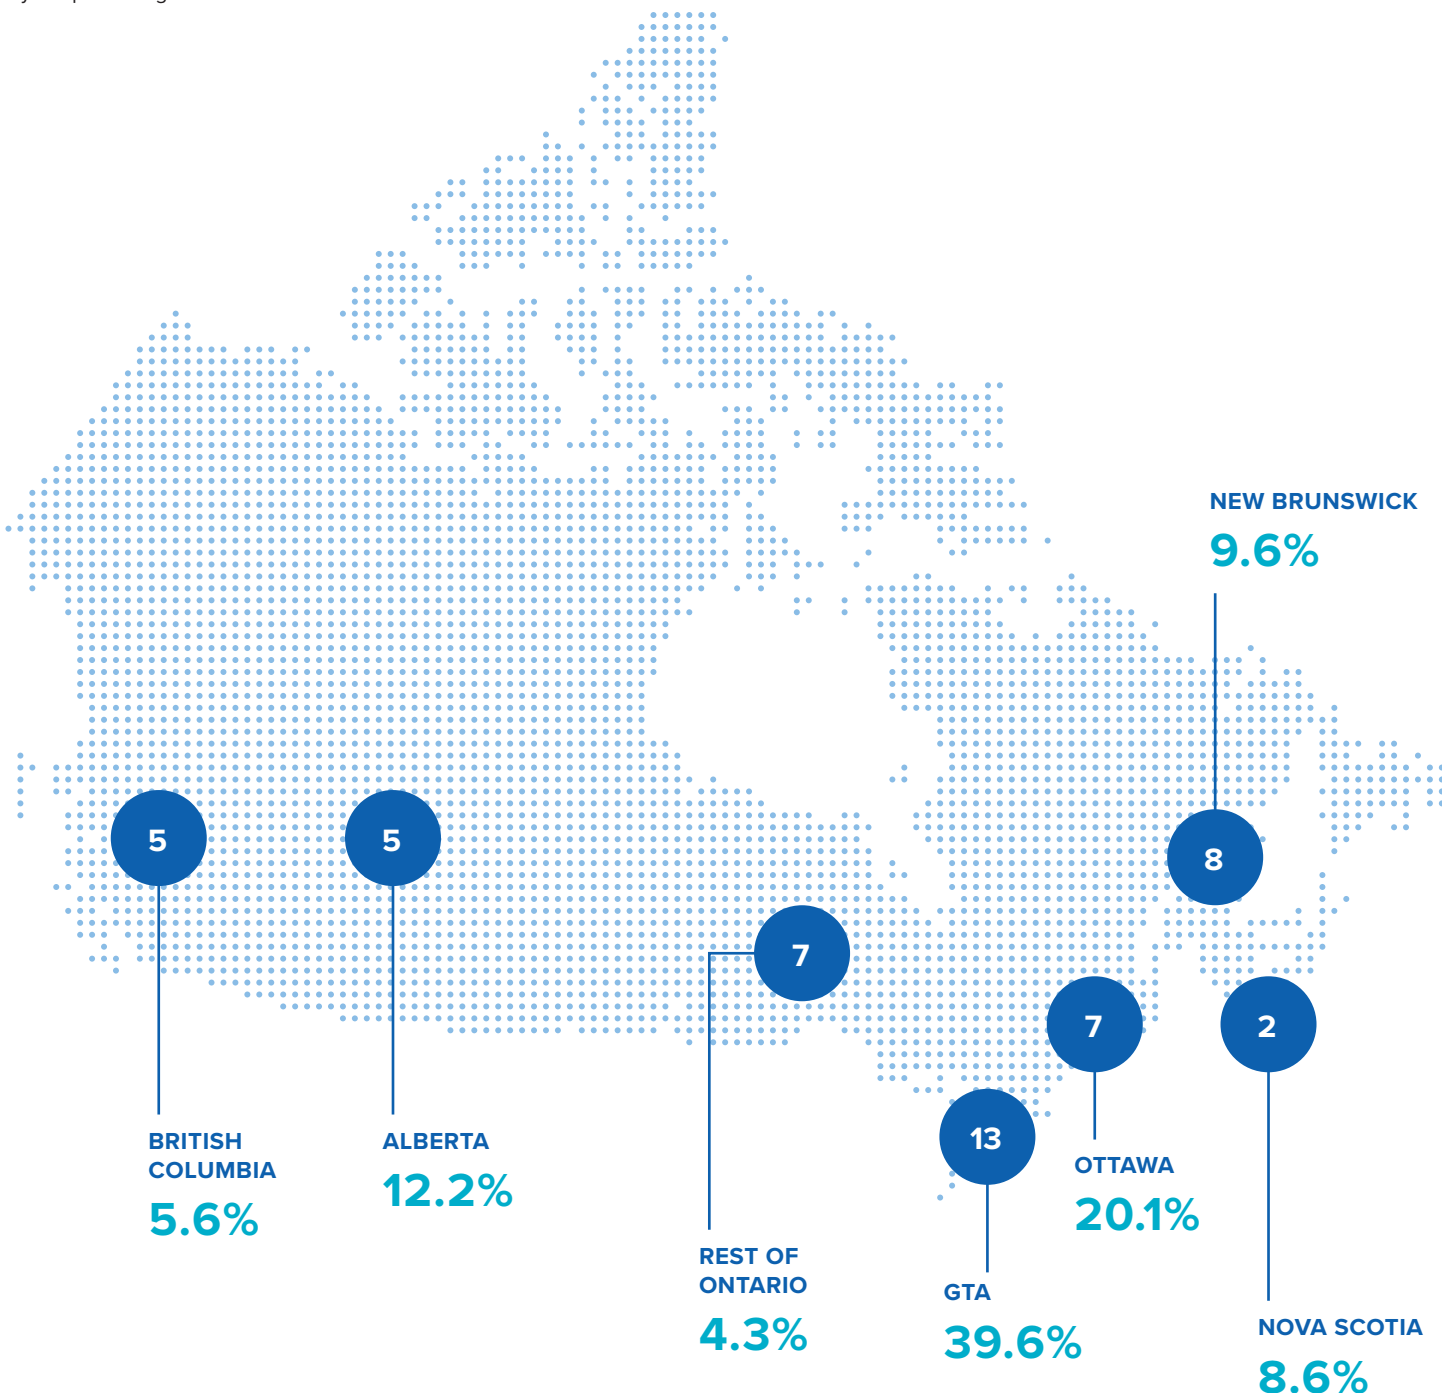 NEW BRUNSWICK
9.6%
5
5
8
7
7
2
13
BRITISH
COLUMBIA
5.6%
ALBERTA
12.2%
OTTAWA
20.1%
REST OF
ONTARIO
4.3%
GTA
39.6%
NOVA SCOTIA
8.6%